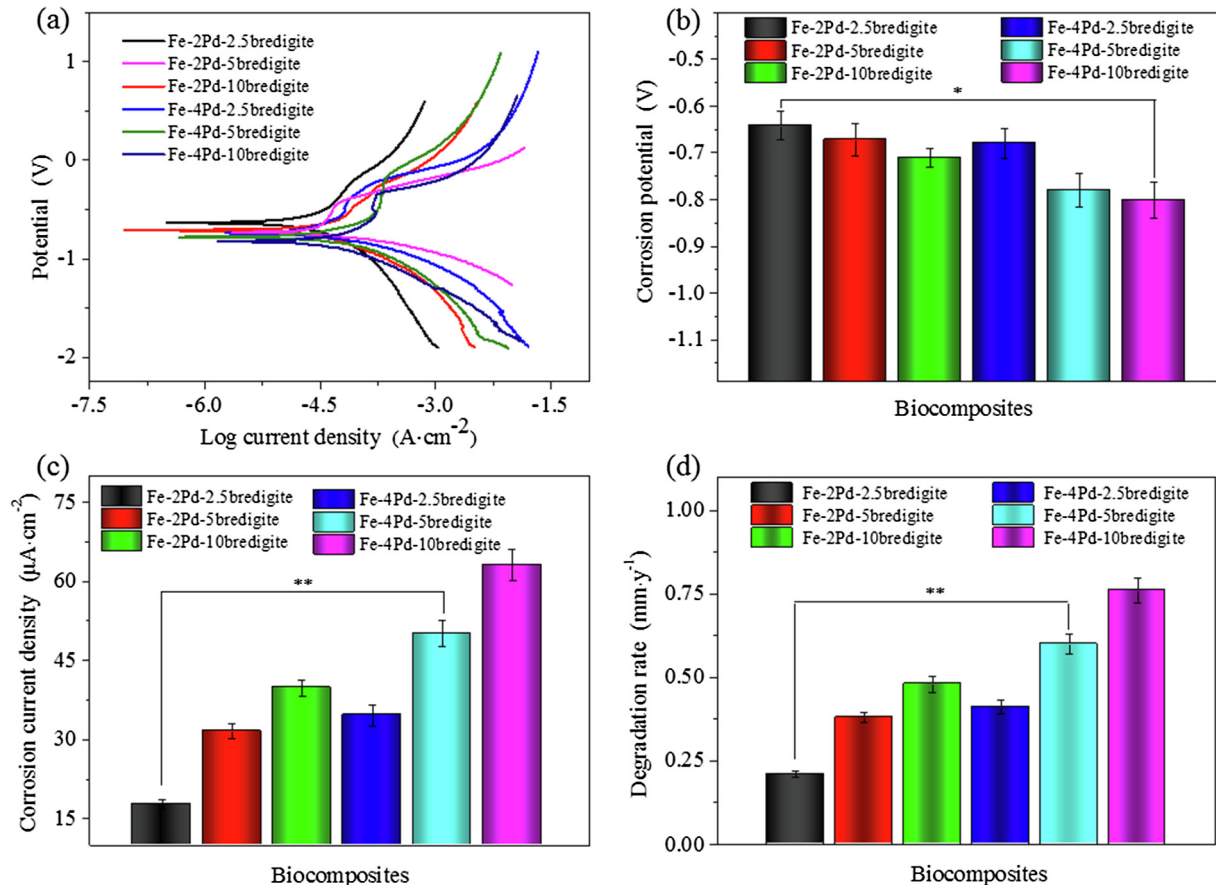 (a)
Fe-2Pd-2.5bredigite
Fe-2Pd-5bredigite
Fe-2Pd-10bredigite
Fe-4Pd-2.5bredigite
Fe-4Pd-5bredigite
Fe-4Pd-10bredigite
1
0
-1
-2
Potential (V)
-7.5 -6.0 -4.5 -3.0 -1.5
Log current density (A·cm-2)
(b)
Fe-2Pd-2.5bredigite Fe-4Pd-2.5bredigite
Fe-2Pd-5bredigite Fe-4Pd-5bredigite
Fe-2Pd-10bredigite Fe-4Pd-10bredigite
*
-0.5
-0.6
-0.7
-0.8
-0.9
-1.0
-1.1
Corrosion potential (V)
Biocomposites
(c)
Fe-2Pd-2.5bredigite Fe-4Pd-2.5bredigite
Fe-2Pd-5bredigite Fe-4Pd-5bredigite
Fe-2Pd-10bredigite Fe-4Pd-10bredigite
**
75
60
45
30
15
Corrosion current density (μA·cm-2)
Biocomposites
(d)
Fe-2Pd-2.5bredigite Fe-4Pd-2.5bredigite
Fe-2Pd-5bredigite Fe-4Pd-5bredigite
Fe-2Pd-10bredigite Fe-4Pd-10bredigite
**
1.00
0.75
0.50
0.25
0.00
Degradation rate (mm·y-1)
Biocomposites